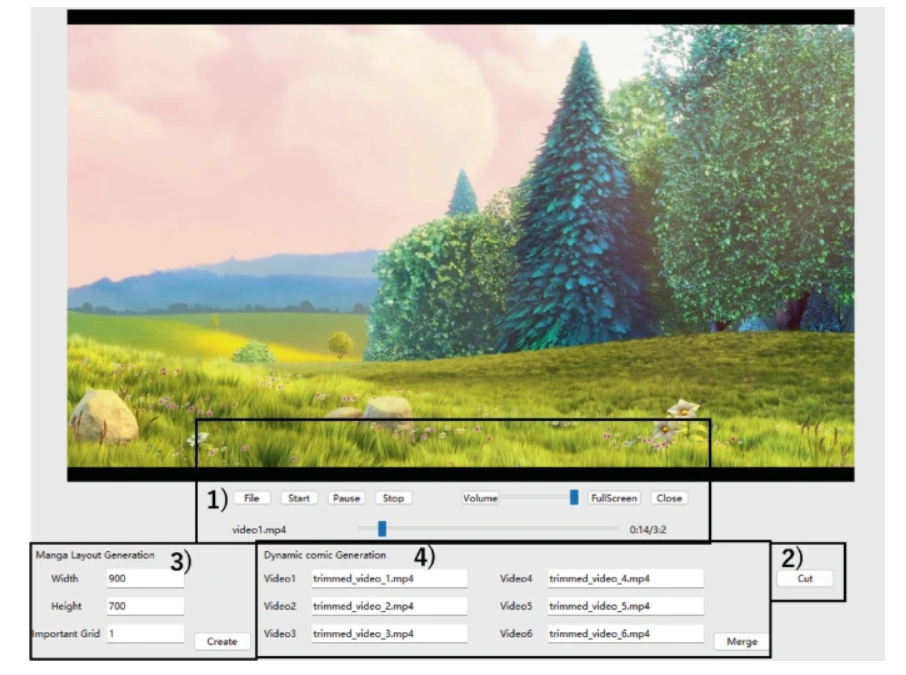 1) File Start Pause Stop Volume FullScreen Close
video1.mp4 0:14/3:2
Manga Layout Generation 3)
Width 900
Height 700
Important Grid 1
Create
Dynamic comic Generation 4)
Video1 trimmed_video_1.mp4 Video4 trimmed_video_4.mp4
Video2 trimmed_video_2.mp4 Video5 trimmed_video_5.mp4
Video3 trimmed_video_3.mp4 Video6 trimmed_video_6.mp4
Merge
2)
Cut